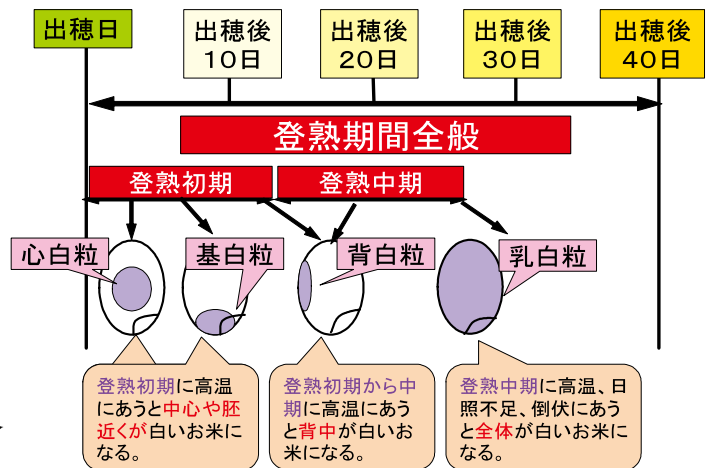 出穂日
出穂後
10日
出穂後
20日
出穂後
30日
出穂後
40日
登熟期間全般
登熟初期
登熟中期
心白粒
基白粒
背白粒
乳白粒
登熟初期に高温
にあうと中心や胚
近くが白いお米に
なる。
登熟初期から中
期に高温にあう
と背中が白いお
米になる。
登熟中期に高温、日
照不足、倒伏にあう
と全体が白いお米に
なる。